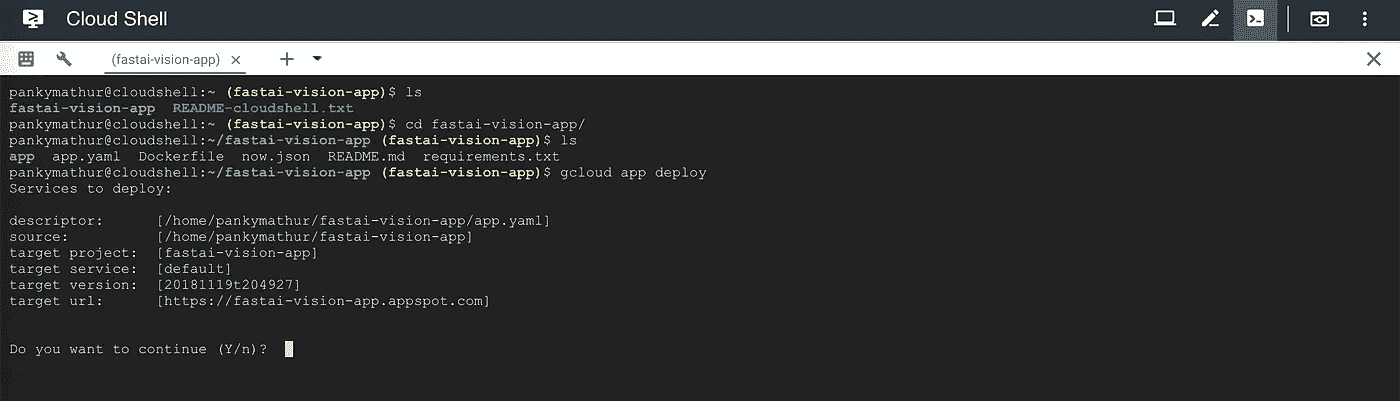 Cloud Shell
(fastai-vision-app)
pankymathur@cloudshell:~ (fastai-vision-app)$ ls
fastai-vision-app  README-cloudshell.txt
pankymathur@cloudshell:~ (fastai-vision-app)$ cd fastai-vision-app/
pankymathur@cloudshell:~/fastai-vision-app (fastai-vision-app)$ ls
app  app.yaml  Dockerfile  now.json  README.md  requirements.txt
pankymathur@cloudshell:~/fastai-vision-app (fastai-vision-app)$ gcloud app deploy
Services to deploy:
descriptor:      [/home/pankymathur/fastai-vision-app/app.yaml]
source:          [/home/pankymathur/fastai-vision-app]
target project:  [fastai-vision-app]
target service:  [default]
target version:  [20181119t204927]
target url:      [https://fastai-vision-app.appspot.com]
Do you want to continue (Y/n)?